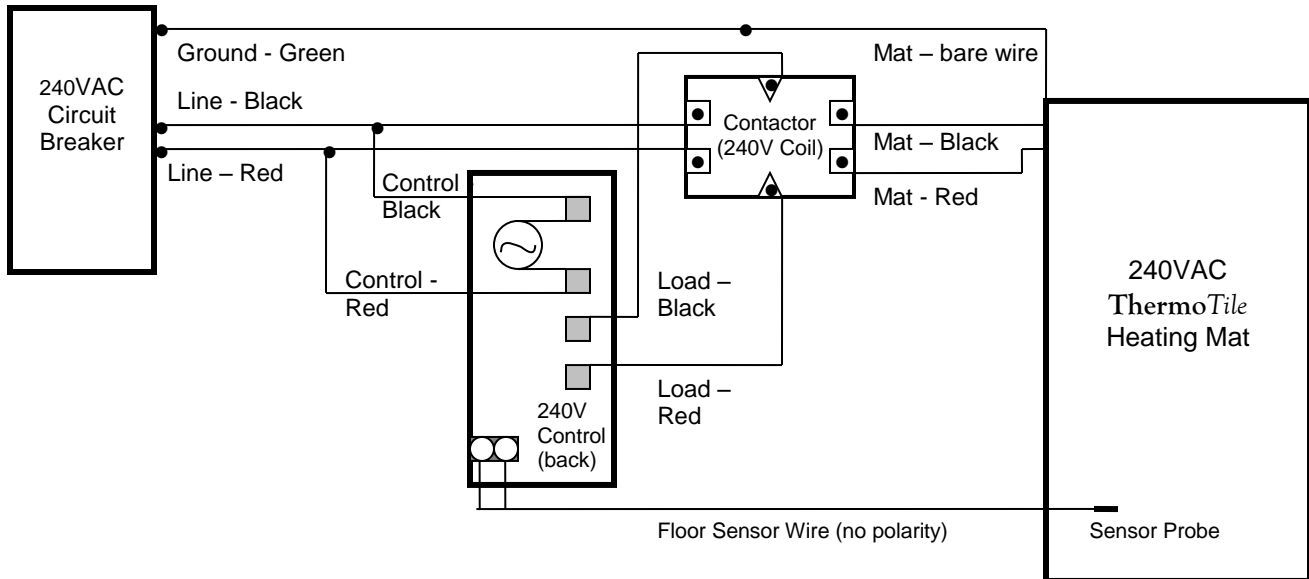 240VAC
Circuit
Breaker
Ground - Green
Line - Black
Line – Red
Control
Black
Control -
Red
Load –
Black
Load –
Red
240V
Control
(back)
Contactor
(240V Coil)
Mat – bare wire
Mat – Black
Mat - Red
240VAC
ThermoTile
Heating Mat
Floor Sensor Wire (no polarity)
Sensor Probe